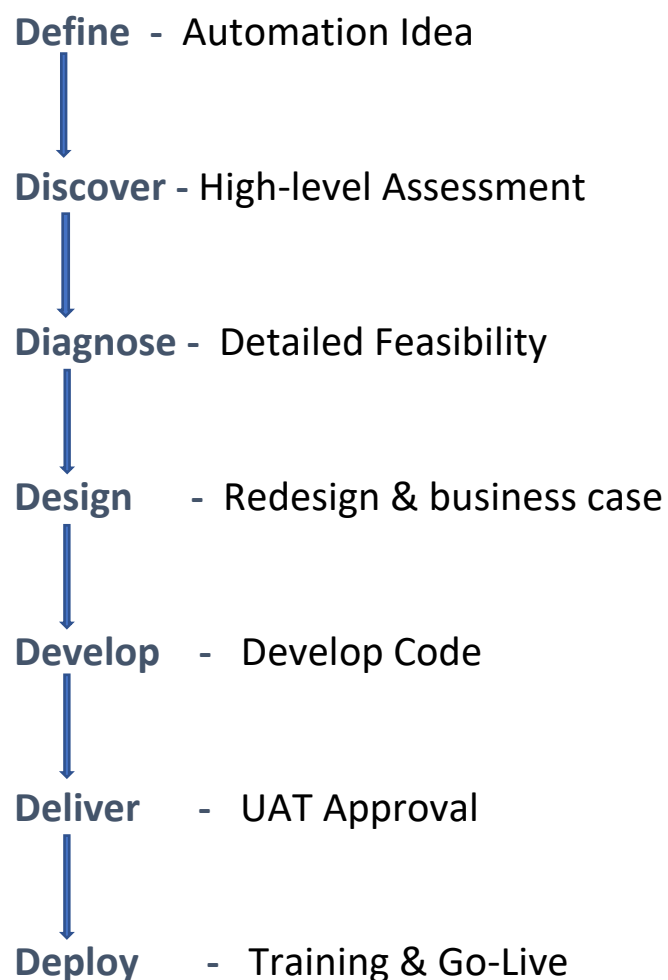 Define - Automation Idea
Discover - High-level Assessment
Diagnose - Detailed Feasibility
Design - Redesign & business case
Develop - Develop Code
Deliver - UAT Approval
Deploy - Training & Go-Live